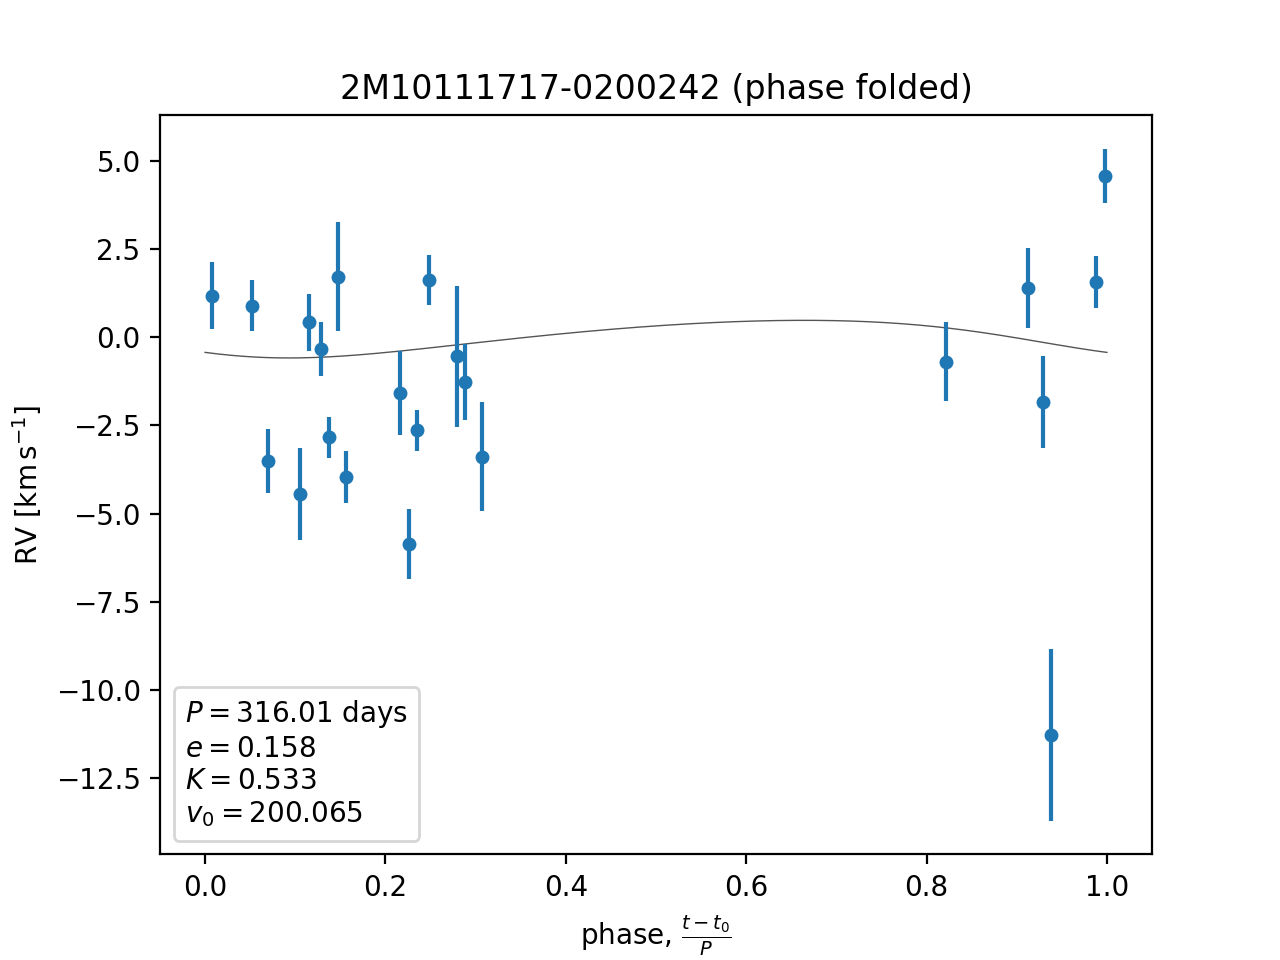 2M10111717-0200242 (phase folded)
5.0
2.5
0.0
−2.5
−5.0
−7.5
−10.0
−12.5
RV [km s⁻¹]
P = 316.01 days
e = 0.158
K = 0.533
v₀ = 200.065
0.0 0.2 0.4 0.6 0.8 1.0
phase, (t − t₀)/P